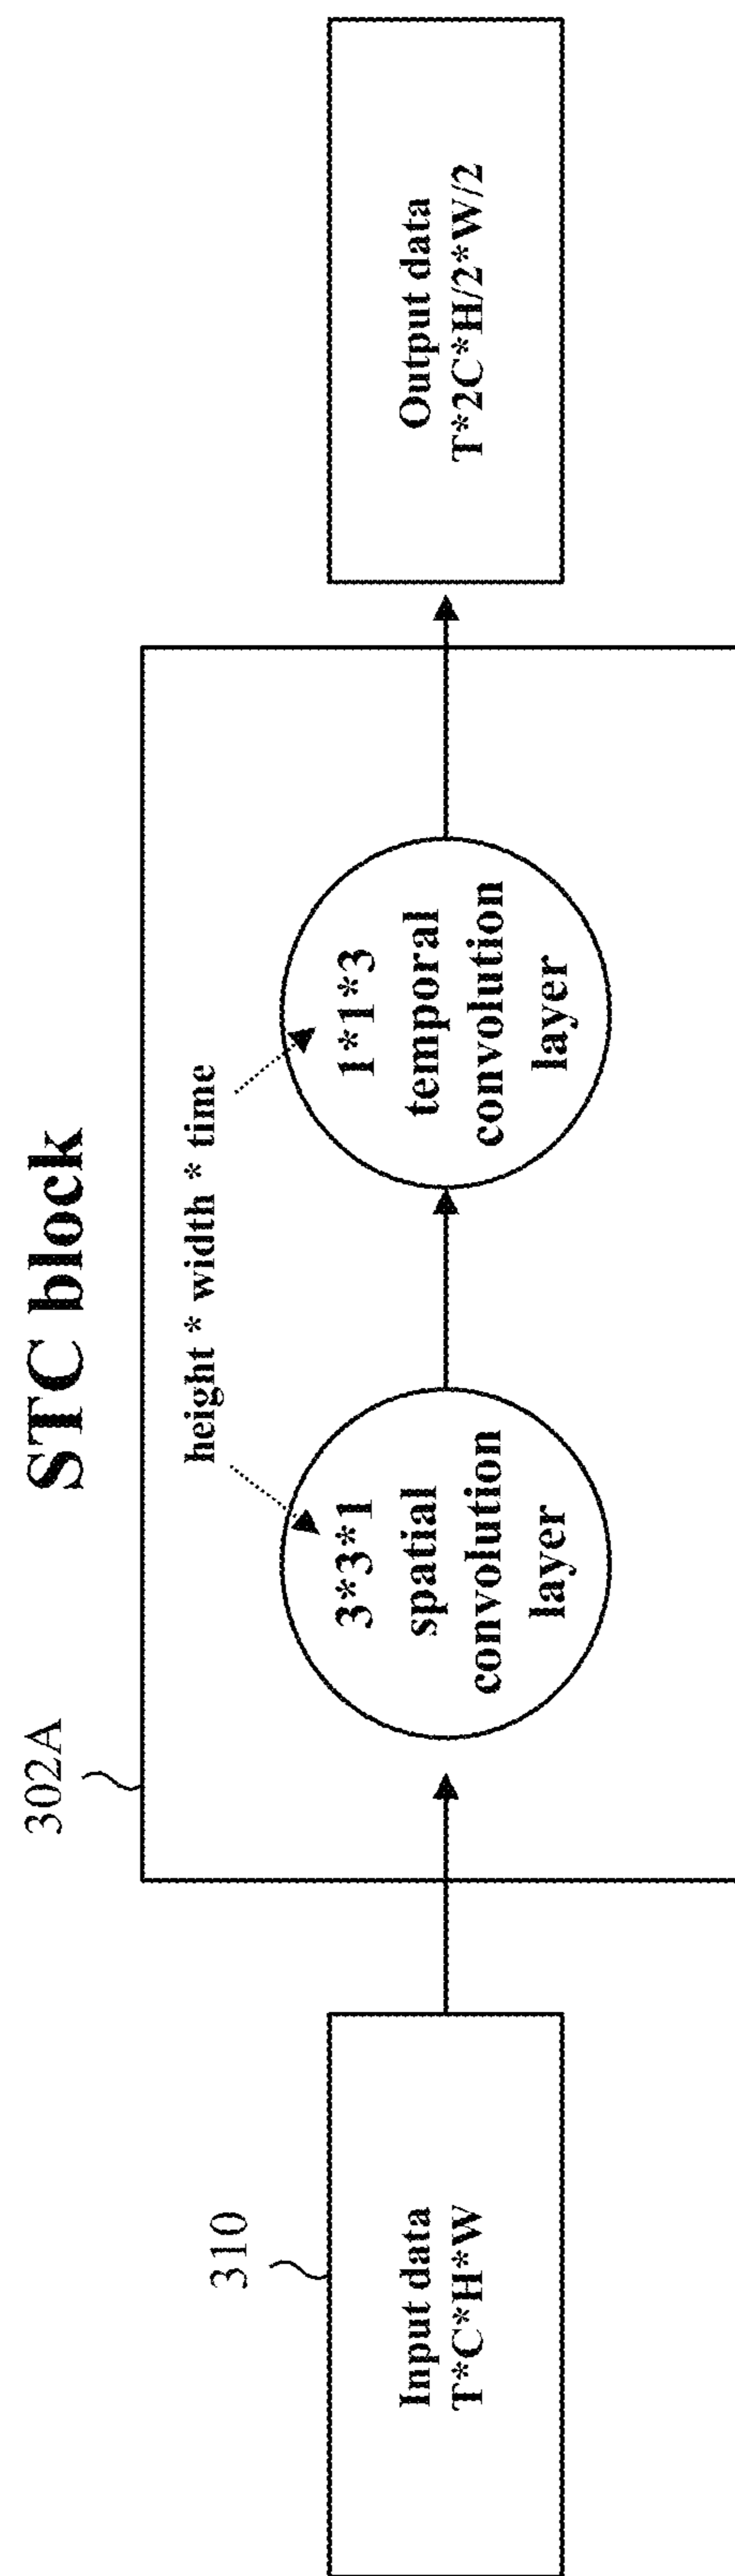 STC block
302A
310
Input data
T*C*H*W
height * width * time
3*3*1
spatial
convolution
layer
1*1*3
temporal
convolution
layer
Output data
T*2C*H/2*W/2